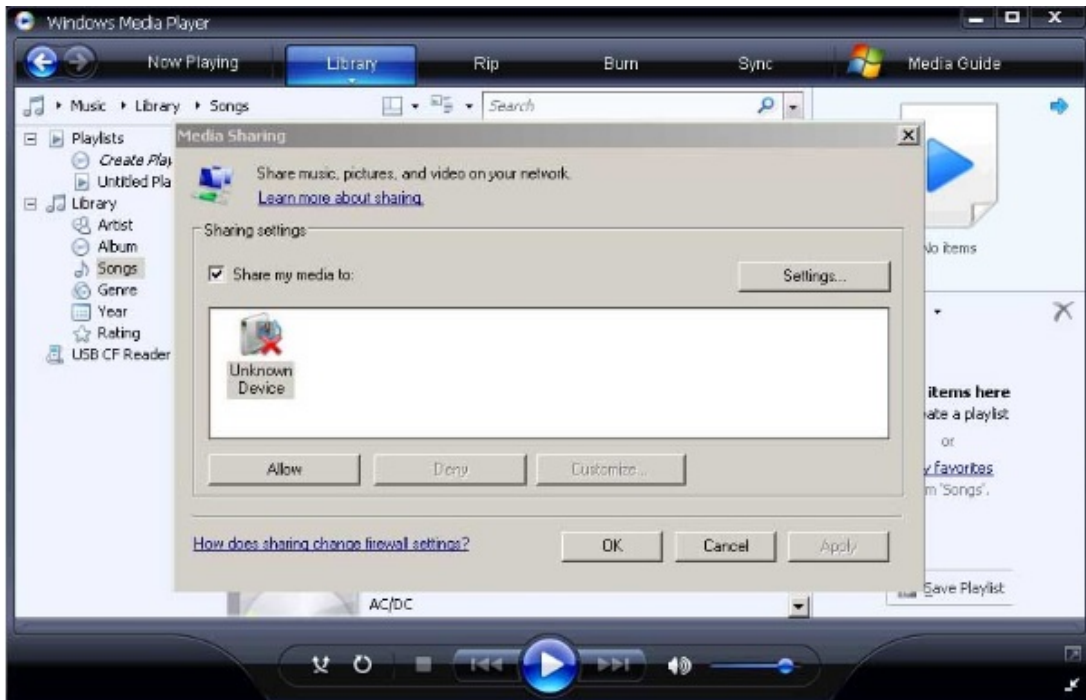 Windows Media Player
Now Playing
Library
Rip
Burn
Sync
Media Guide
Music
Library
Songs
Search
Playlists
Create Play
Untitled Pla
Library
Artist
Album
Songs
Genre
Year
Rating
USB CF Reader
Media Sharing
Share music, pictures, and video on your network.
Learn more about sharing.
Sharing settings
Share my media to:
Settings...
Unknown
Device
Allow
Deny
Customize...
How does sharing change firewall settings?
OK
Cancel
Apply
AC/DC
No items
items here
ate a playlist
or
y favorites
m 'Songs'.
Save Playlist